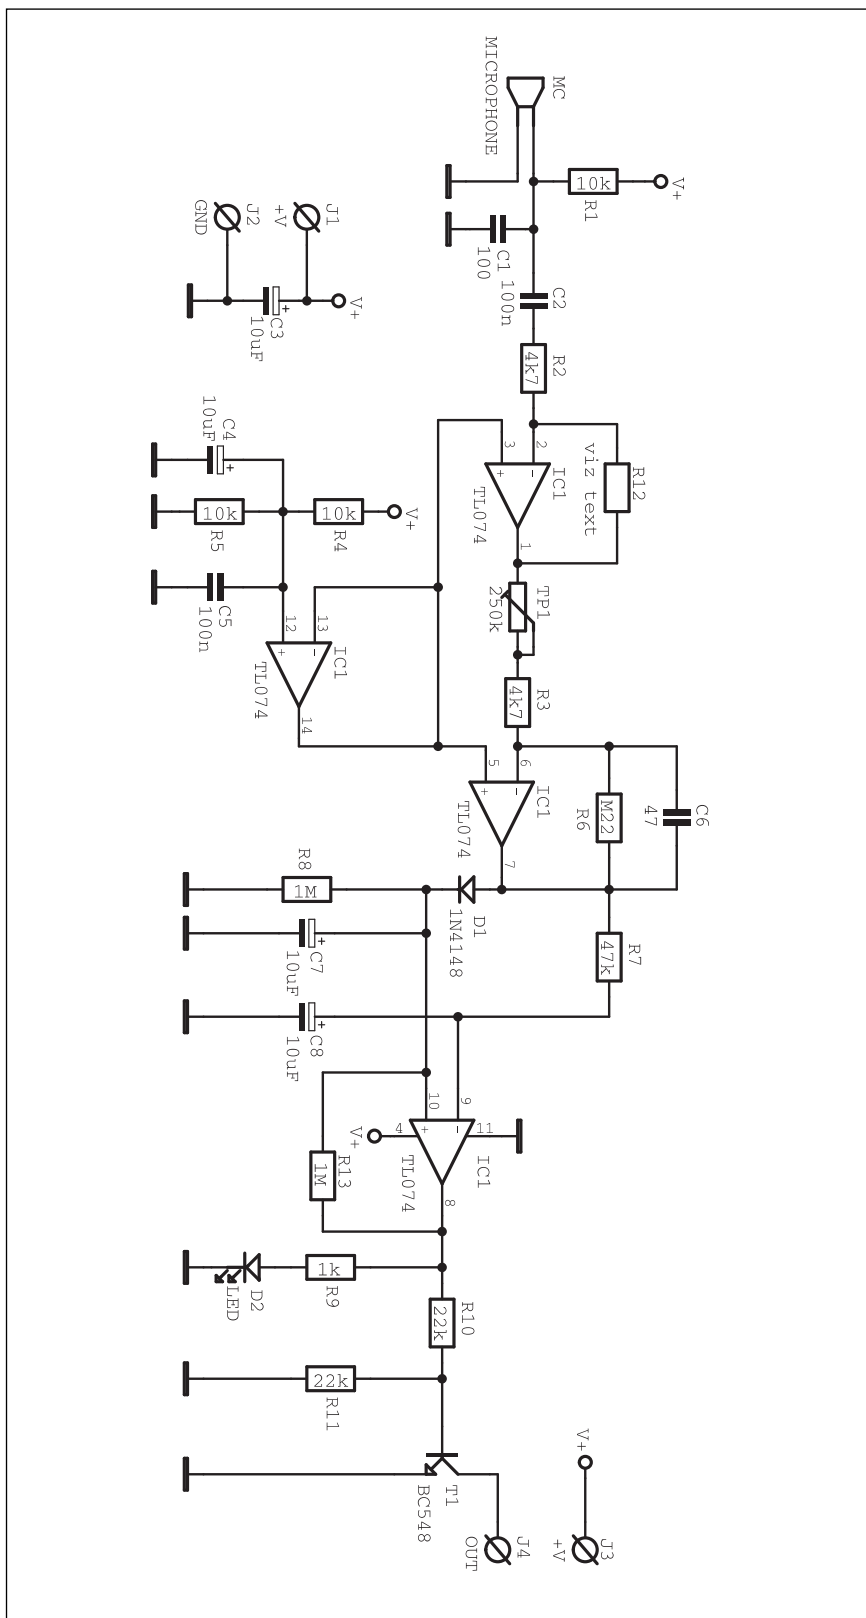 MC
MICROPHONE
V+
10k
R1
C1
100
C2
100n
J1
+V
J2
GND
V+
C3
10uF
+
R2
4k7
R12
viz text
IC1
TL074
2
3
1
-
+
TP1
250k
R3
4k7
C4
10uF
+
V+
10k
R4
10k
R5
C5
100n
IC1
TL074
13
12
14
-
+
IC1
TL074
6
5
7
-
+
C6
47
M22
R6
R7
47k
D1
1N4148
R8
1M
C7
10uF
+
C8
10uF
+
IC1
TL074
9
10
11
4
8
-
+
V+
R13
1M
1k
R9
D2
LED
R10
22k
22k
R11
T1
BC548
V+
J3
+V
J4
OUT